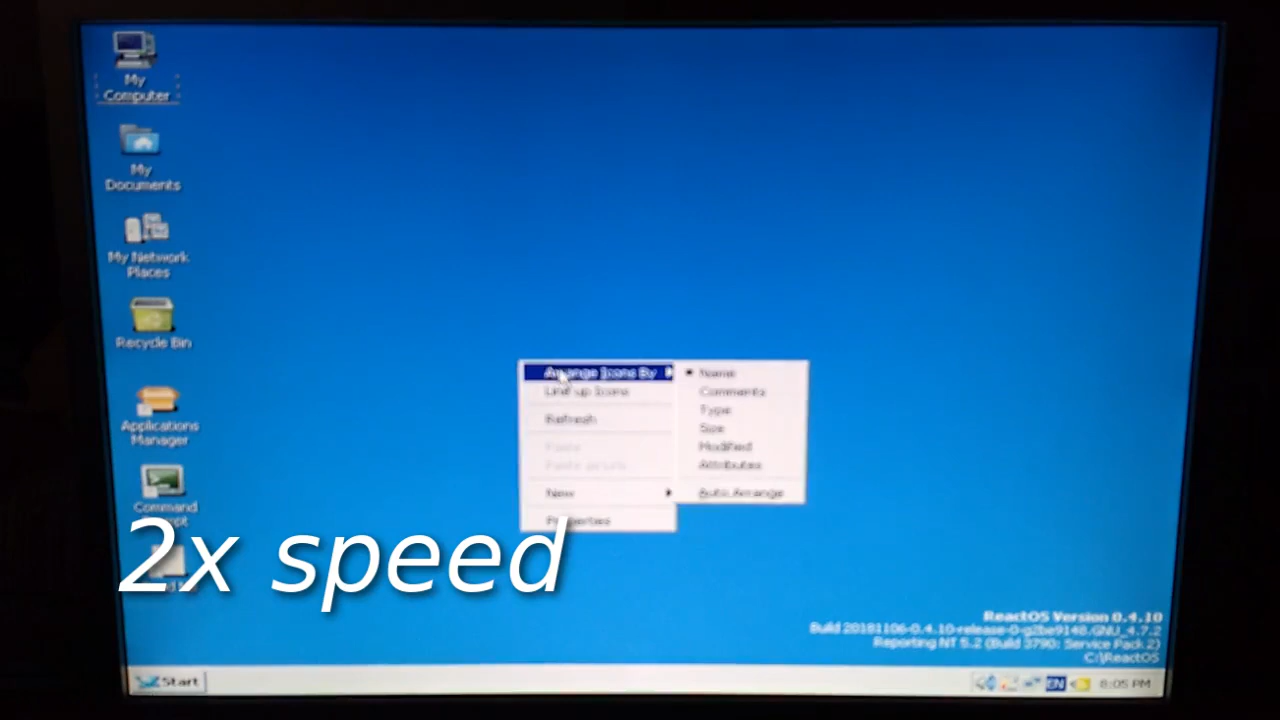 My
Computer
My
Documents
My Network
Places
Recycle Bin
Applications
Manager
Command
Arrange Icons By
Line up Icons
Refresh
Paste
New
Properties
Name
Comments
Type
Size
Modified
Attributes
Auto Arrange
2x speed
ReactOS Version 0.4.10
Build 20181106-0.4.10-release-0-g2be9148.GNU_4.7.2
Reporting NT 5.2 (Build 3790: Service Pack 2)
C:\ReactOS
Start
EN
8:05 PM